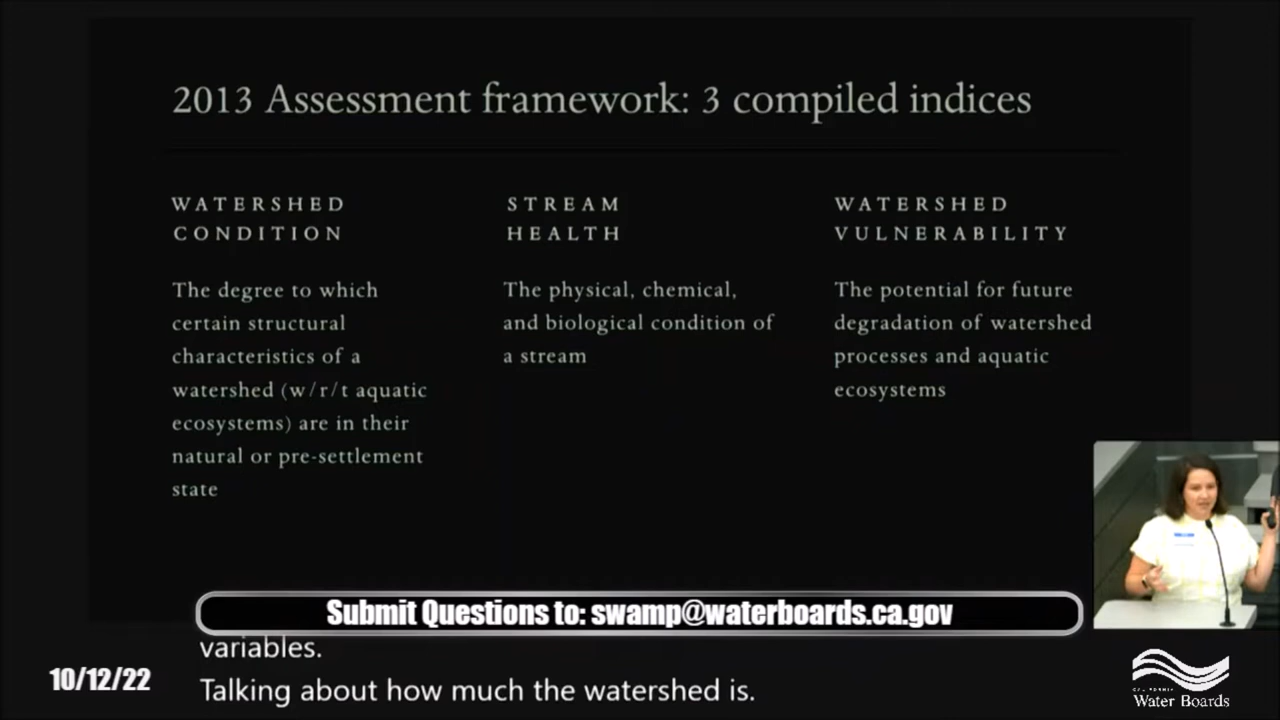 2013 Assessment framework: 3 compiled indices
WATERSHED
CONDITION
The degree to which
certain structural
characteristics of a
watershed (w/r/t aquatic
ecosystems) are in their
natural or pre-settlement
state
STREAM
HEALTH
The physical, chemical,
and biological condition of
a stream
WATERSHED
VULNERABILITY
The potential for future
degradation of watershed
processes and aquatic
ecosystems
Submit Questions to: swamp@waterboards.ca.gov
variables.
Talking about how much the watershed is.
10/12/22
CALIFORNIA
Water Boards